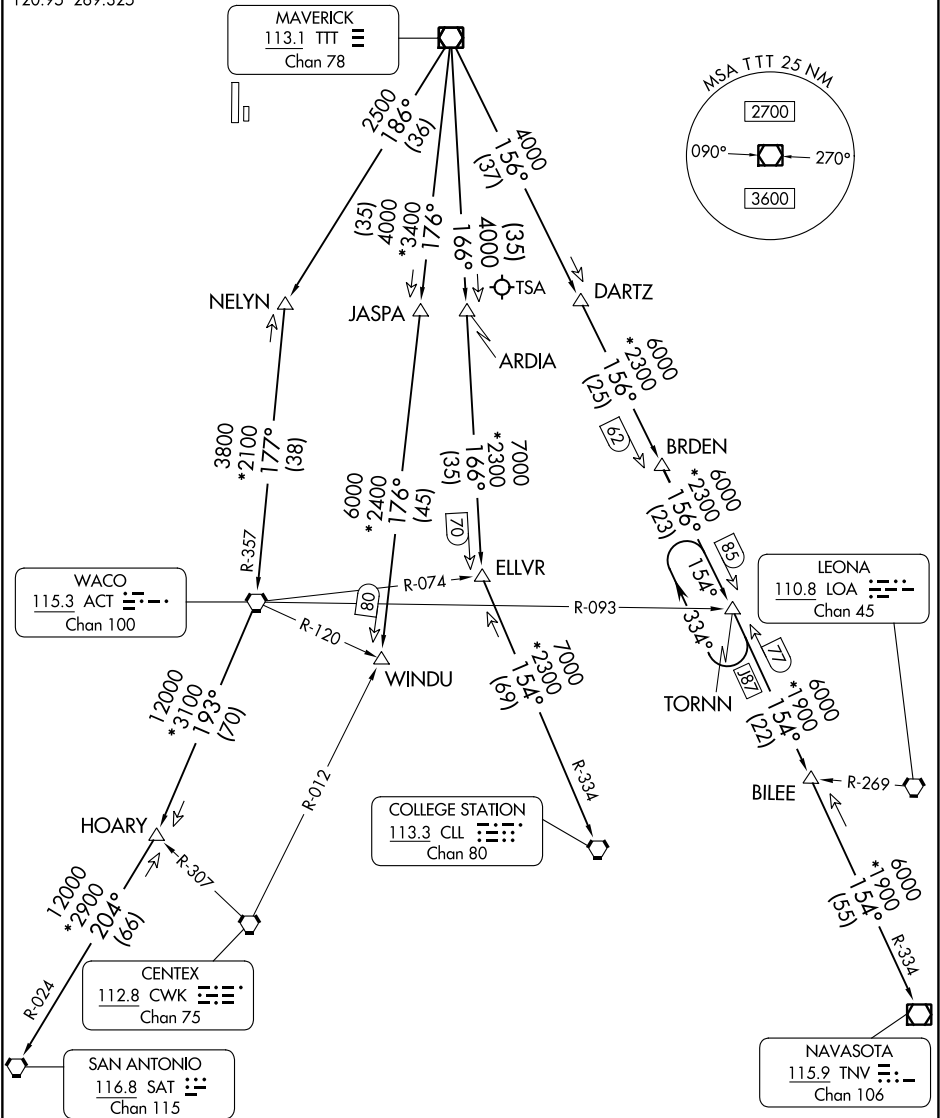 120.95 269.325
MAVERICK
113.1 TTT
Chan 78
MSA TTT 25 NM
2700
090°
270°
3600
2500
186°
(36)
(35)
4000
*3400
176°
(35)
4000
166°
4000
156°
(37)
TSA
NELYN
JASPA
ARDIA
DARTZ
3800
*2100
177°
(38)
6000
*2400
176°
(45)
7000
*2300
166°
(35)
6000
*2300
156°
(25)
62
BRDEN
6000
*2300
156°
(23)
R-357
70
85
ELLVR
WACO
115.3 ACT
Chan 100
R-074
80
R-093
R-120
WINDU
154°
334°
77
J87
TORNN
LEONA
110.8 LOA
Chan 45
12000
*3100
193°
(70)
7000
*2300
154°
(69)
6000
*1900
154°
(22)
R-012
R-334
BILEE
R-269
HOARY
R-307
COLLEGE STATION
113.3 CLL
Chan 80
12000
*2900
204°
(66)
6000
*1900
154°
(55)
R-334
R-024
CENTEX
112.8 CWK
Chan 75
SAN ANTONIO
116.8 SAT
Chan 115
NAVASOTA
115.9 TNV
Chan 106